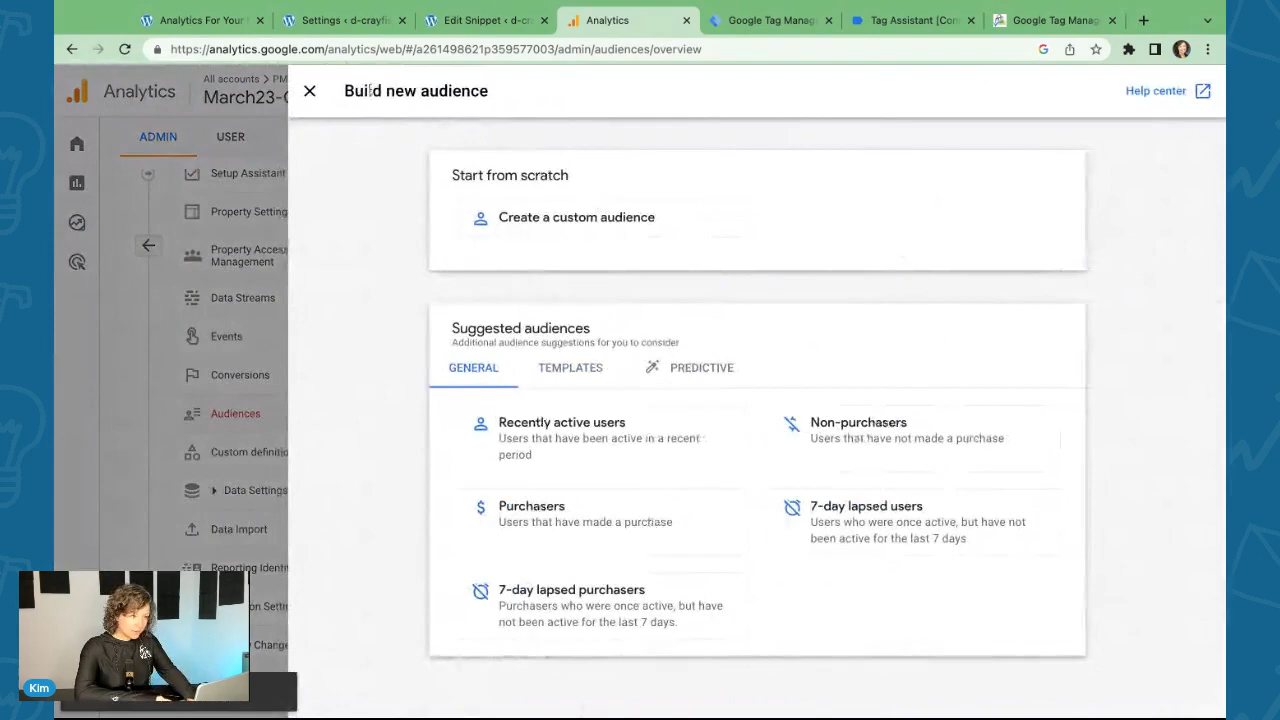 Analytics For Your
Settings ‹ d-crayfi
Edit Snippet ‹ d-c
Analytics
Google Tag Manag
Tag Assistant [Con
Google Tag Manag
https://analytics.google.com/analytics/web/#/a261498621p359577003/admin/audiences/overview
Analytics
All accounts > PM
March23-
Build new audience
Help center
ADMIN
USER
Setup Assistant
Property Setting
Property Acces
Management
Data Streams
Events
Conversions
Audiences
Custom definiti
Data Settings
Data Import
Reporting Identi
Start from scratch
Create a custom audience
Suggested audiences
Additional audience suggestions for you to consider
GENERAL
TEMPLATES
PREDICTIVE
Recently active users
Users that have been active in a recent
period
Non-purchasers
Users that have not made a purchase
Purchasers
Users that have made a purchase
7-day lapsed users
Users who were once active, but have not
been active for the last 7 days
7-day lapsed purchasers
Purchasers who were once active, but have
not been active for the last 7 days.
Kim